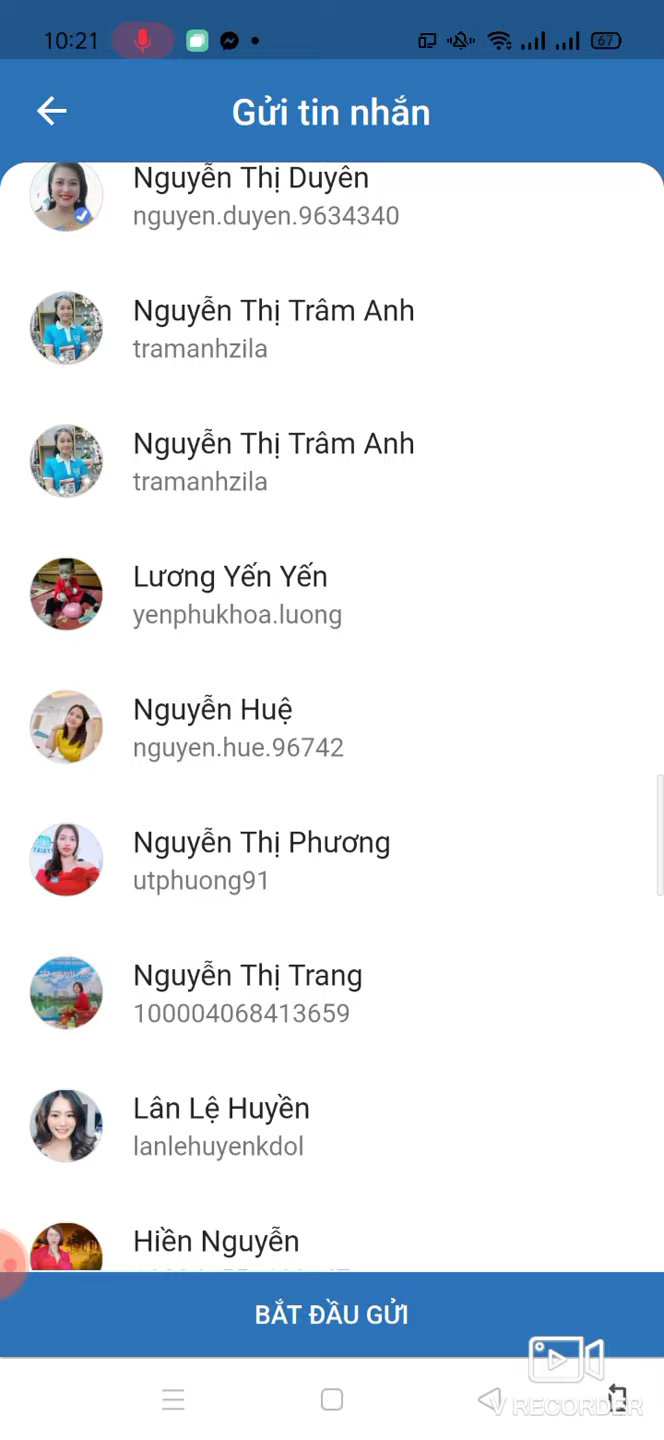 10:21
67
Gửi tin nhắn
Nguyễn Thị Duyên
nguyen.duyen.9634340
Nguyễn Thị Trâm Anh
tramanhzila
Nguyễn Thị Trâm Anh
tramanhzila
Lương Yến Yến
yenphukhoa.luong
Nguyễn Huệ
nguyen.hue.96742
Nguyễn Thị Phương
utphuong91
Nguyễn Thị Trang
100004068413659
Lân Lệ Huyền
lanlehuyenkdol
Hiền Nguyễn
BẮT ĐẦU GỬI
V RECORDER